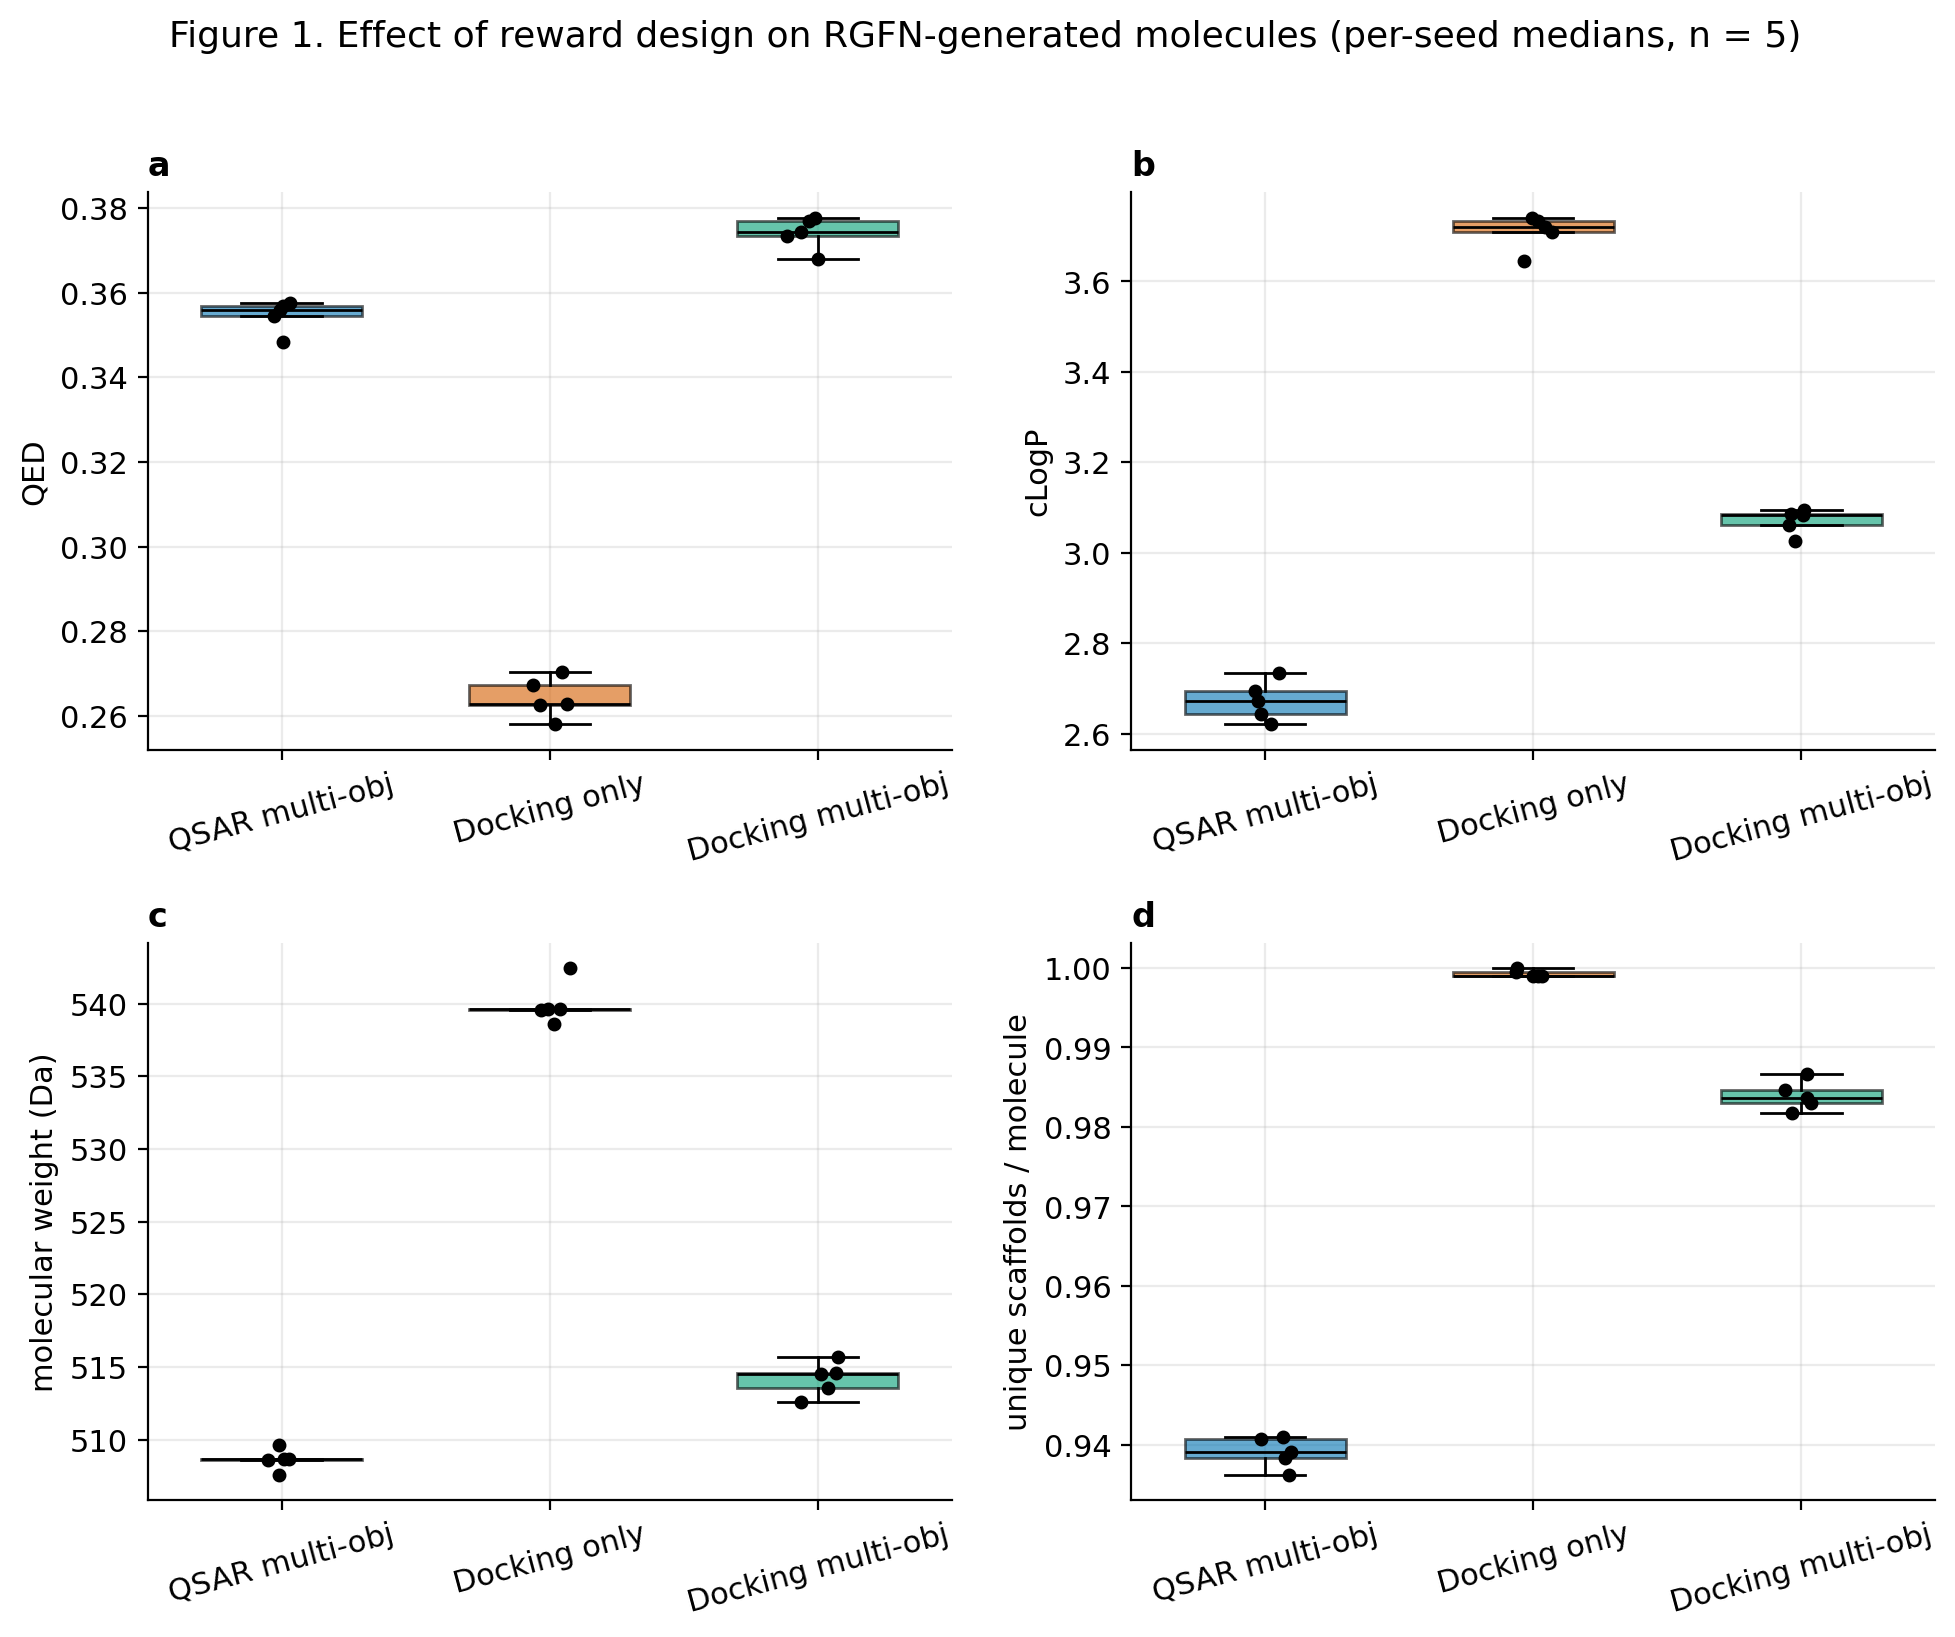 Figure 1. Effect of reward design on RGFN-generated molecules (per-seed medians, n = 5)
a
0.38
0.36
0.34
0.32
0.30
0.28
0.26
QED
QSAR multi-obj
Docking only
Docking multi-obj
b
3.6
3.4
3.2
3.0
2.8
2.6
cLogP
QSAR multi-obj
Docking only
Docking multi-obj
c
540
535
530
525
520
515
510
molecular weight (Da)
QSAR multi-obj
Docking only
Docking multi-obj
d
1.00
0.99
0.98
0.97
0.96
0.95
0.94
unique scaffolds / molecule
QSAR multi-obj
Docking only
Docking multi-obj